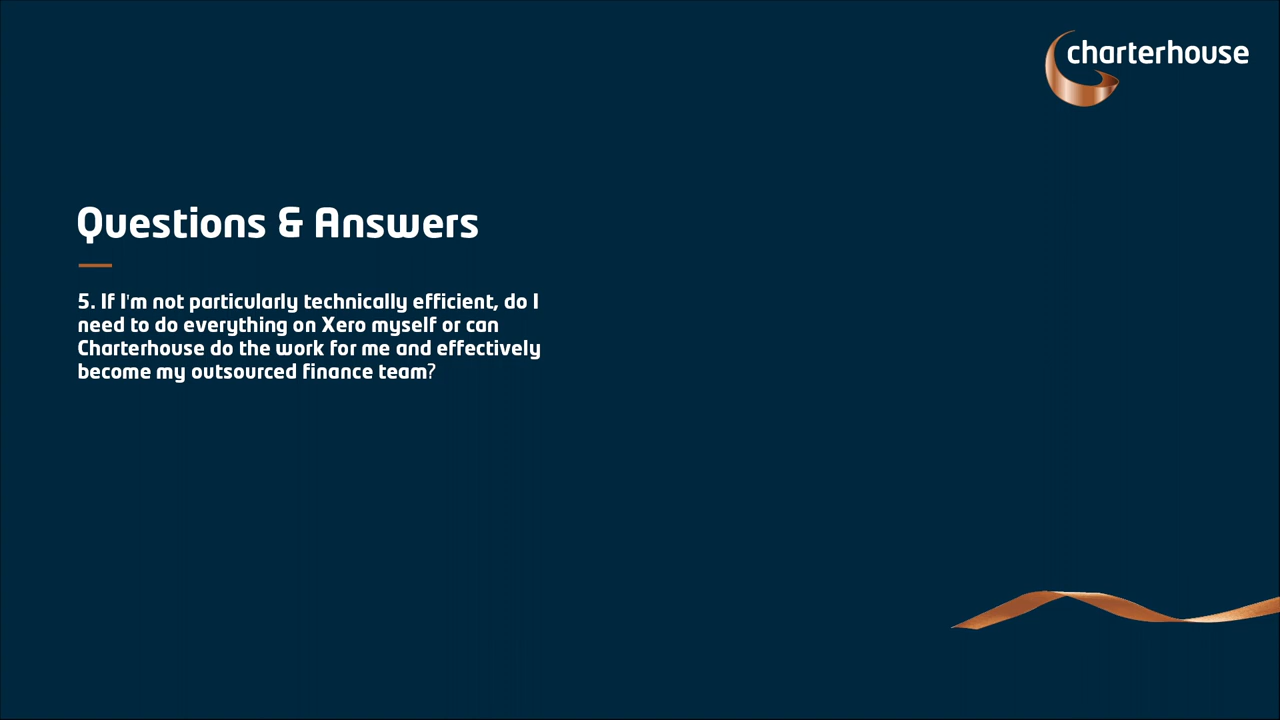 charterhouse
Questions & Answers
5. If I'm not particularly technically efficient, do I
need to do everything on Xero myself or can
Charterhouse do the work for me and effectively
become my outsourced finance team?